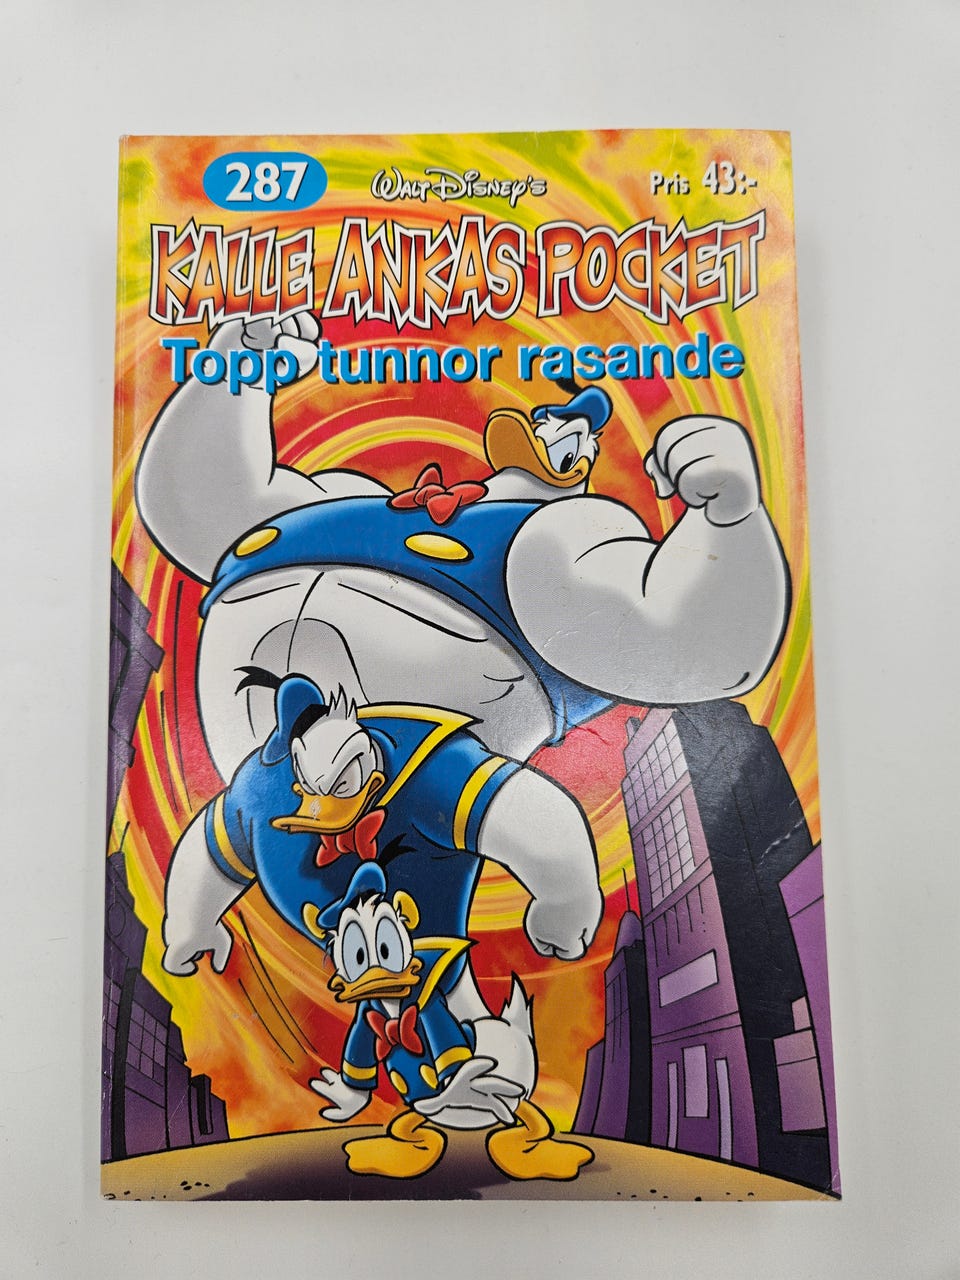 287
Walt Disney's
Pris 43:-
KALLE ANKAS POCKET
Topp tunnor rasande